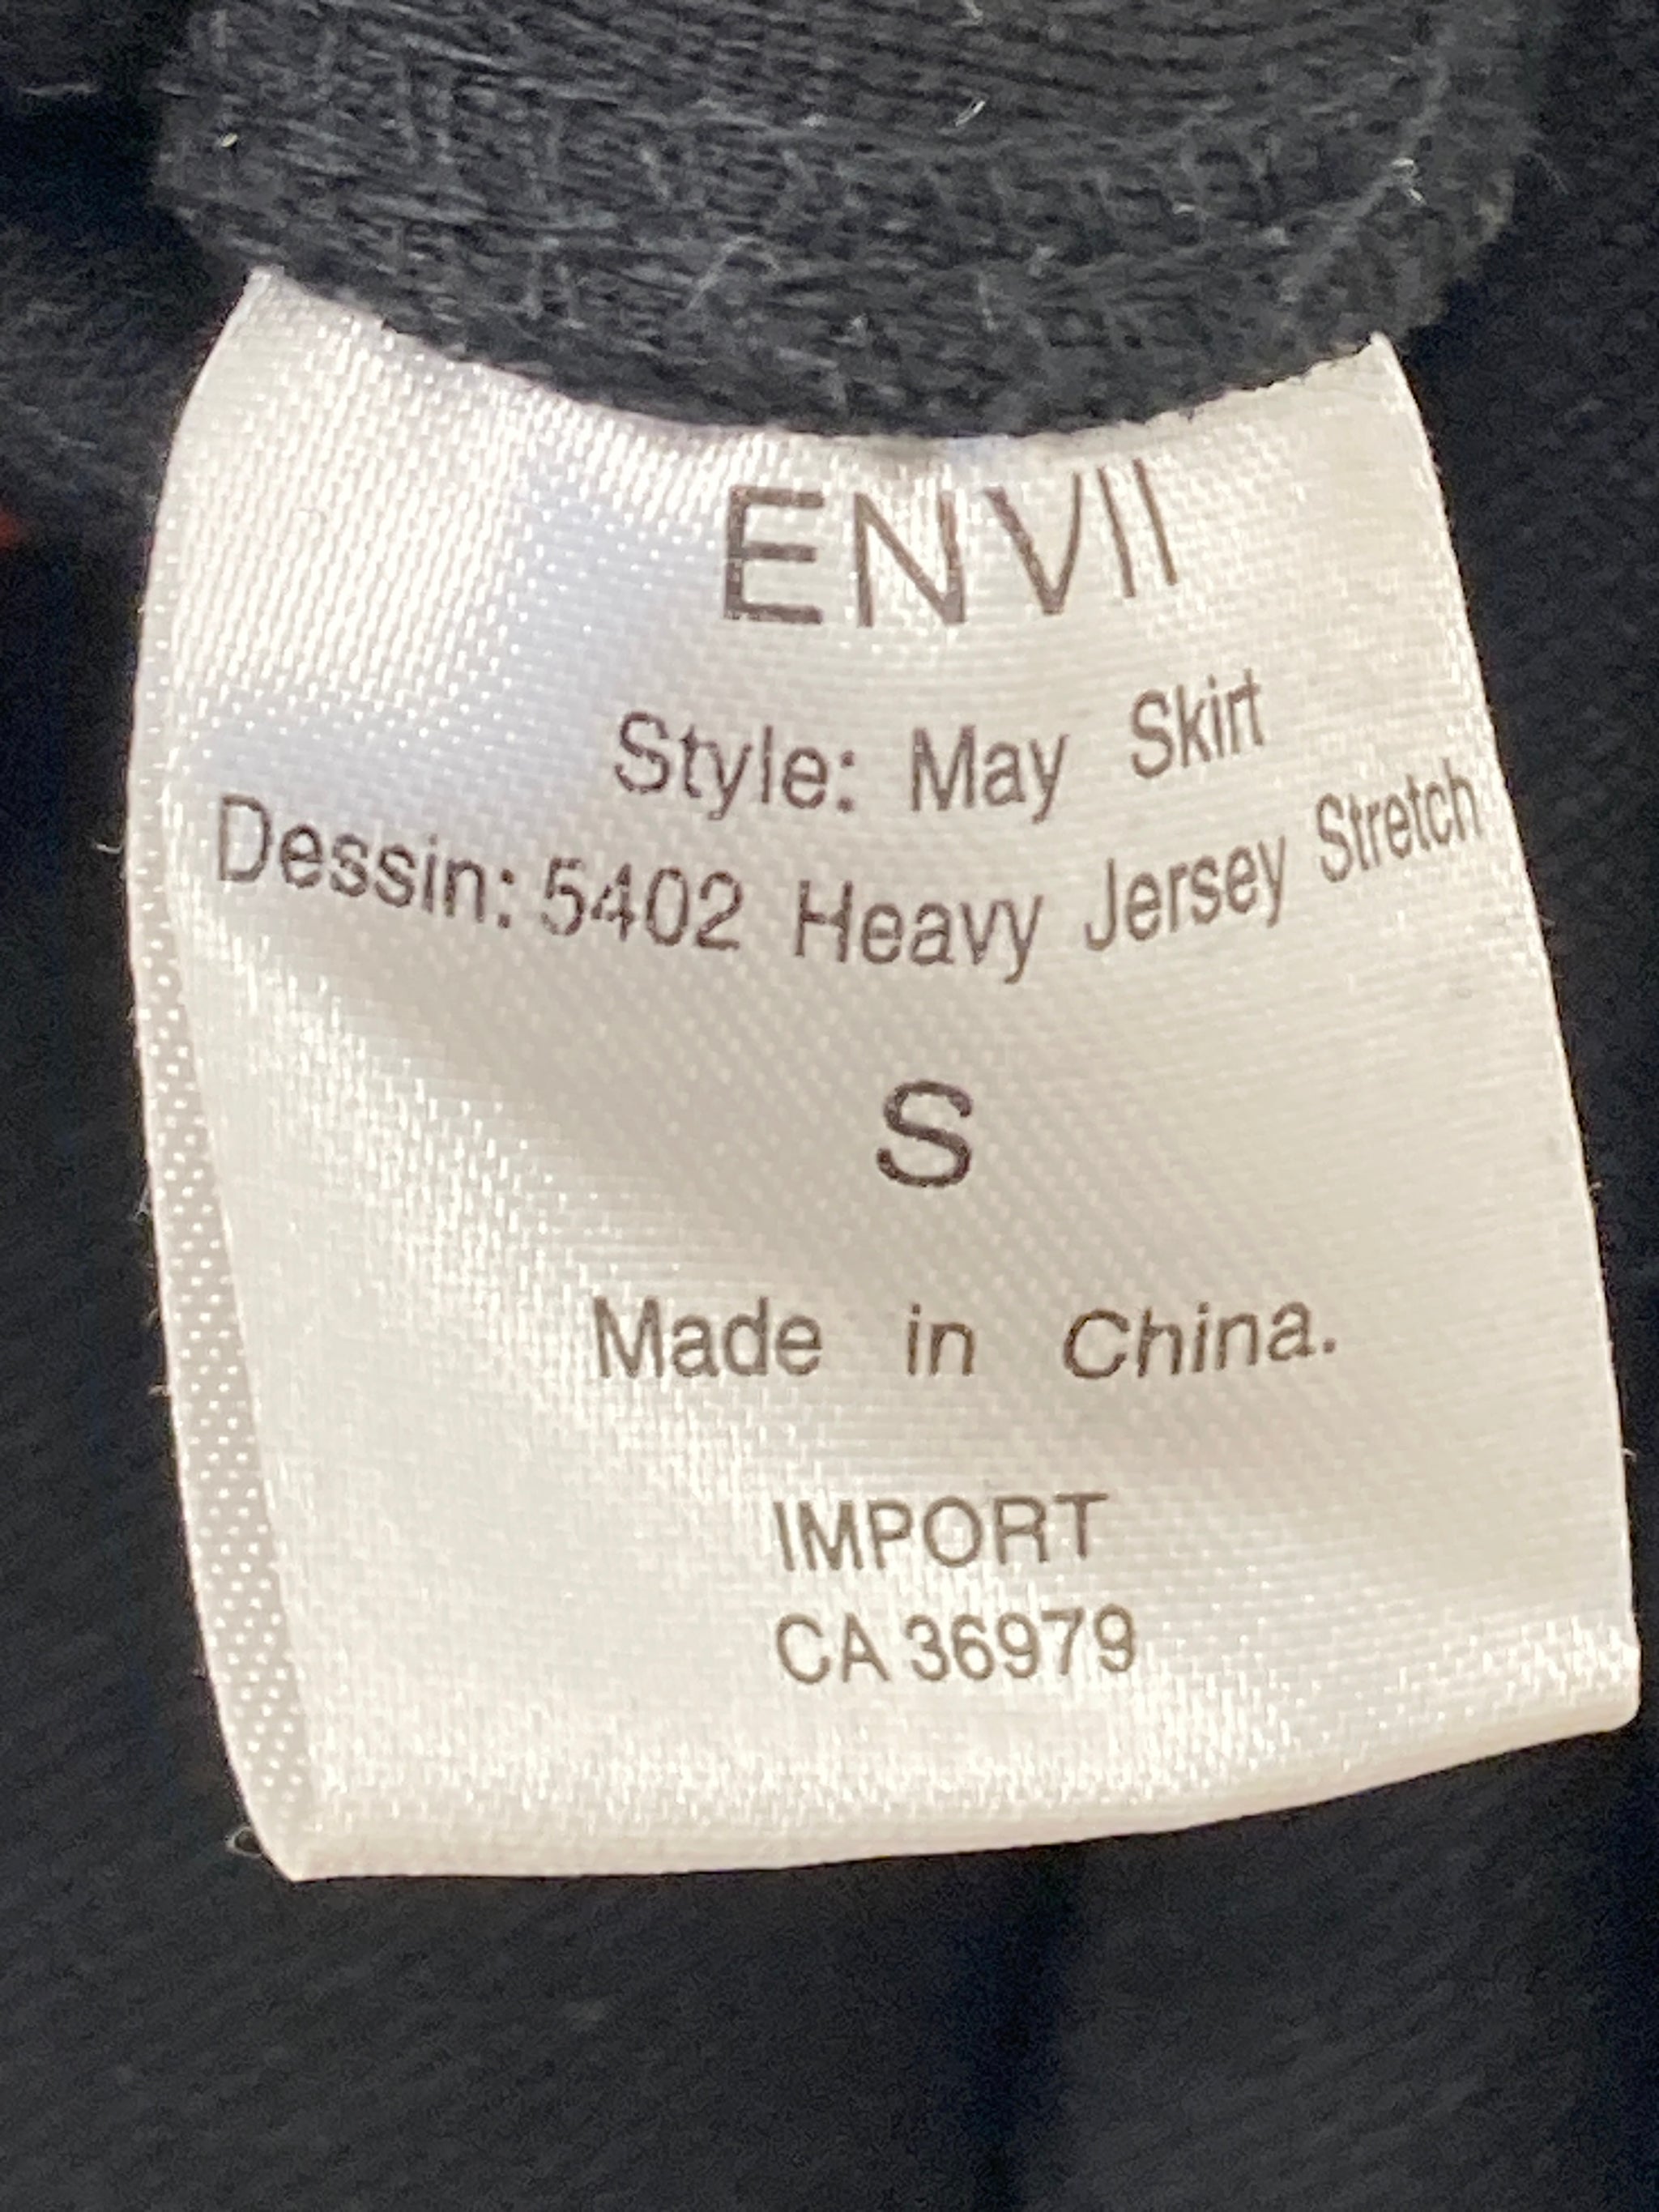 ENVII
Style: May Skirt
Dessin: 5402 Heavy Jersey Stretch
S
Made in China.
IMPORT
CA 36979